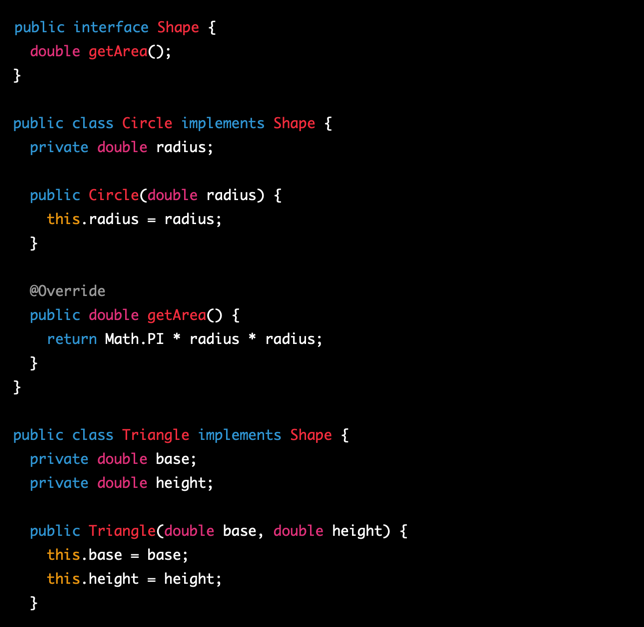 public interface Shape {
  double getArea();
}
public class Circle implements Shape {
  private double radius;
  public Circle(double radius) {
    this.radius = radius;
  }
  @Override
  public double getArea() {
    return Math.PI * radius * radius;
  }
}
public class Triangle implements Shape {
  private double base;
  private double height;
  public Triangle(double base, double height) {
    this.base = base;
    this.height = height;
  }